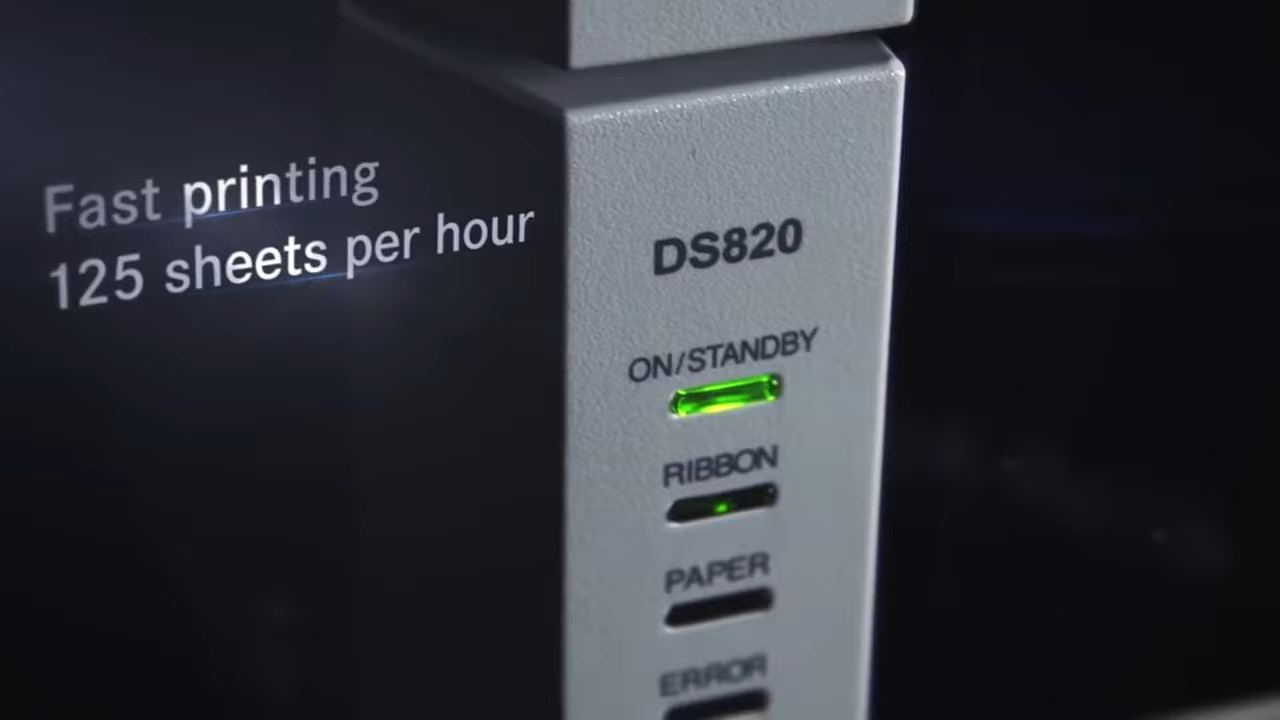 Fast printing
125 sheets per hour
DS820
ON/STANDBY
RIBBON
PAPER
ERROR